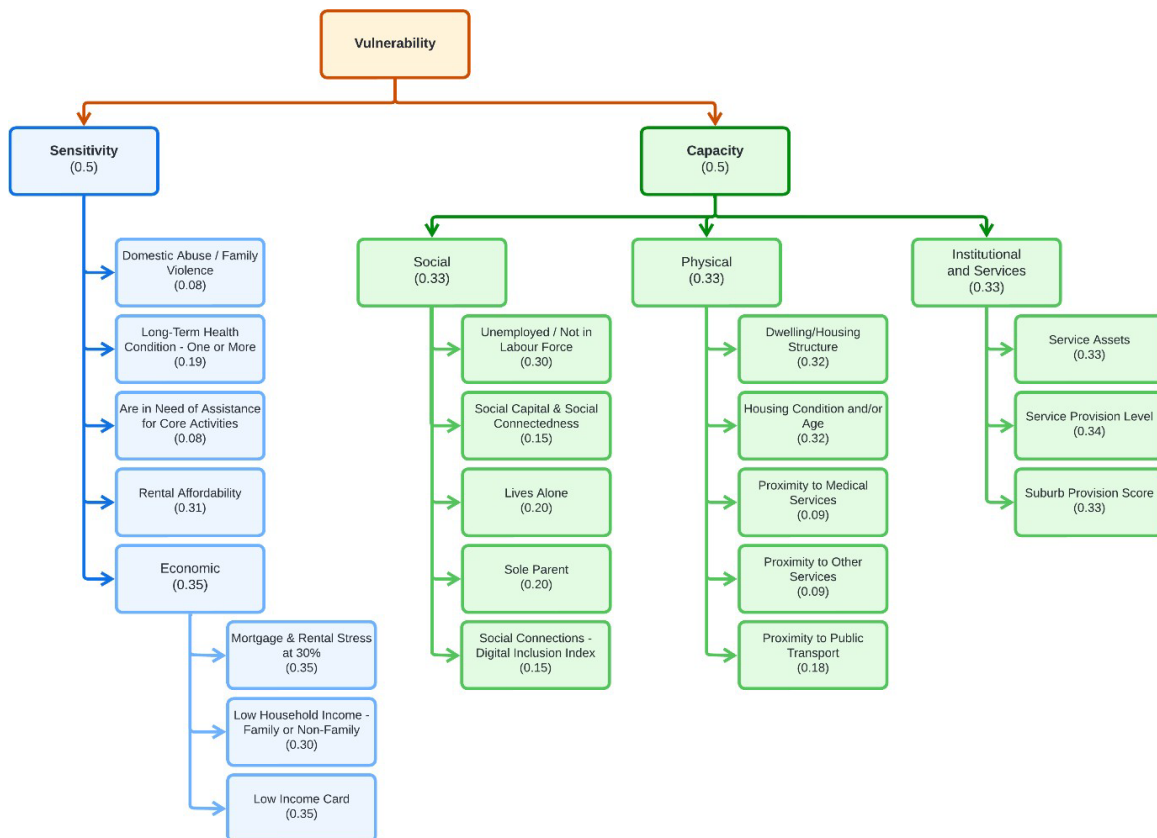 Vulnerability
Sensitivity
(0.5)
Capacity
(0.5)
Domestic Abuse / Family
Violence
(0.08)
Long-Term Health
Condition - One or More
(0.19)
Are in Need of Assistance
for Core Activities
(0.08)
Rental Affordability
(0.31)
Economic
(0.35)
Mortgage & Rental Stress
at 30%
(0.35)
Low Household Income -
Family or Non-Family
(0.30)
Low Income Card
(0.35)
Social
(0.33)
Unemployed / Not in
Labour Force
(0.30)
Social Capital & Social
Connectedness
(0.15)
Lives Alone
(0.20)
Sole Parent
(0.20)
Social Connections -
Digital Inclusion Index
(0.15)
Physical
(0.33)
Dwelling/Housing
Structure
(0.32)
Housing Condition and/or
Age
(0.32)
Proximity to Medical
Services
(0.09)
Proximity to Other
Services
(0.09)
Proximity to Public
Transport
(0.18)
Institutional
and Services
(0.33)
Service Assets
(0.33)
Service Provision Level
(0.34)
Suburb Provision Score
(0.33)